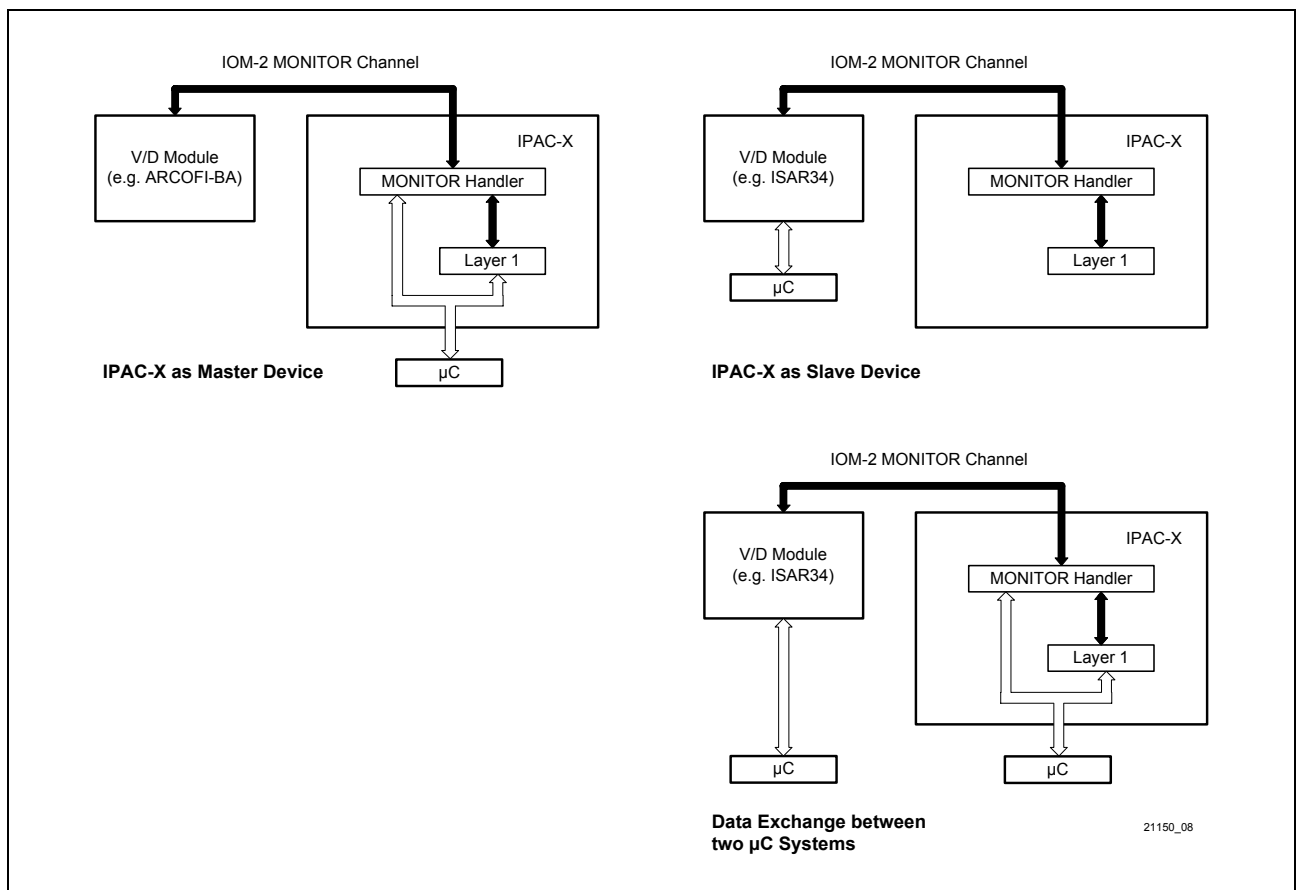 IOM-2 MONITOR Channel
V/D Module
(e.g. ARCOFI-BA)
IPAC-X
MONITOR Handler
Layer 1
µC
IPAC-X as Master Device
IOM-2 MONITOR Channel
V/D Module
(e.g. ISAR34)
µC
IPAC-X
MONITOR Handler
Layer 1
IPAC-X as Slave Device
IOM-2 MONITOR Channel
V/D Module
(e.g. ISAR34)
µC
IPAC-X
MONITOR Handler
Layer 1
µC
Data Exchange between
two µC Systems
21150_08